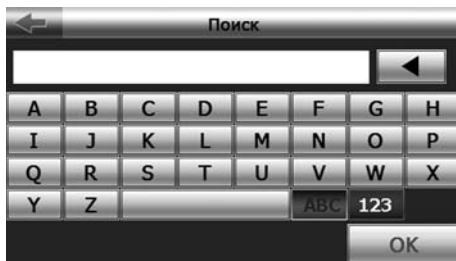 Поиск
A B C D E F G H
I J K L M N O P
Q R S T U V W X
Y Z ABC 123
OK